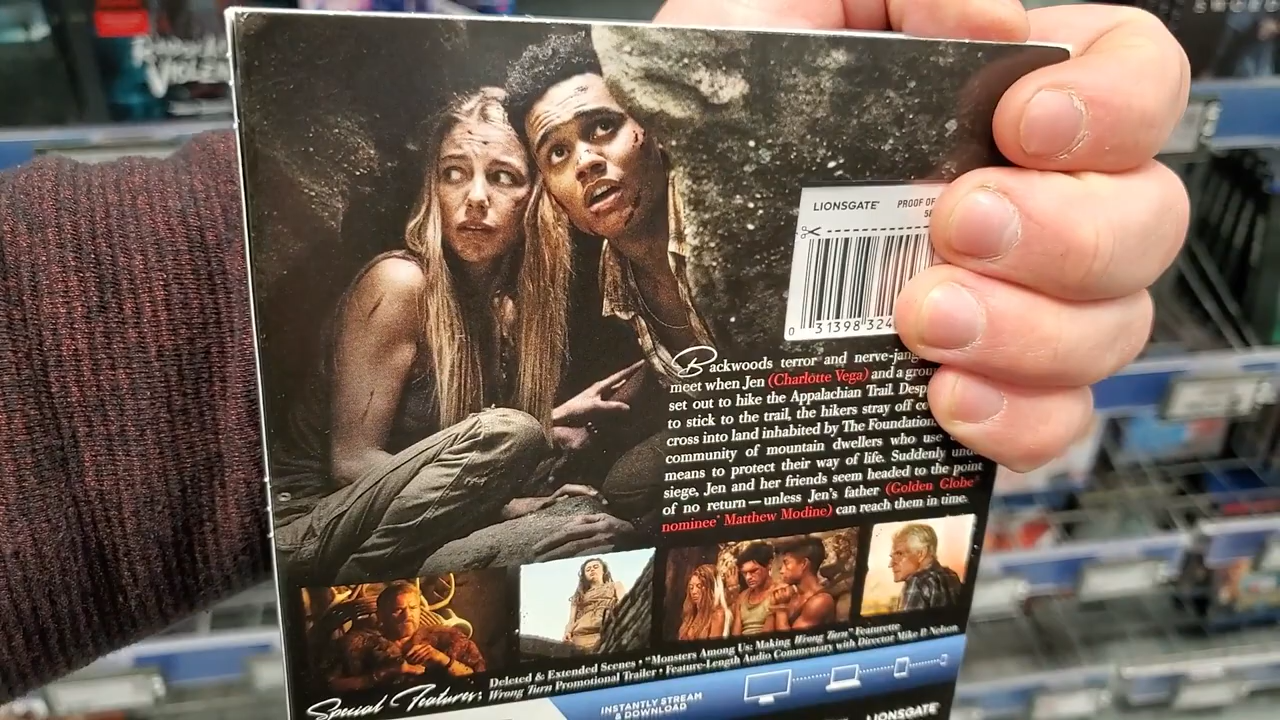 LIONSGATE
PROOF OF
0 31398 324
Backwoods terror and nerve-jang
meet when Jen (Charlotte Vega) and a grou
set out to hike the Appalachian Trail. Desp
to stick to the trail, the hikers stray off co
cross into land inhabited by The Foundation
community of mountain dwellers who use
means to protect their way of life. Suddenly unde
siege, Jen and her friends seem headed to the point
of no return — unless Jen's father (Golden Globe®
nominee* Matthew Modine) can reach them in time.
Special Features:
Deleted & Extended Scenes • "Monsters Among Us: Making Wrong Turn" Featurette
Wrong Turn Promotional Trailer • Feature-Length Audio Commentary with Director Mike P. Nelson
INSTANTLY STREAM
& DOWNLOAD
LIONSGATE